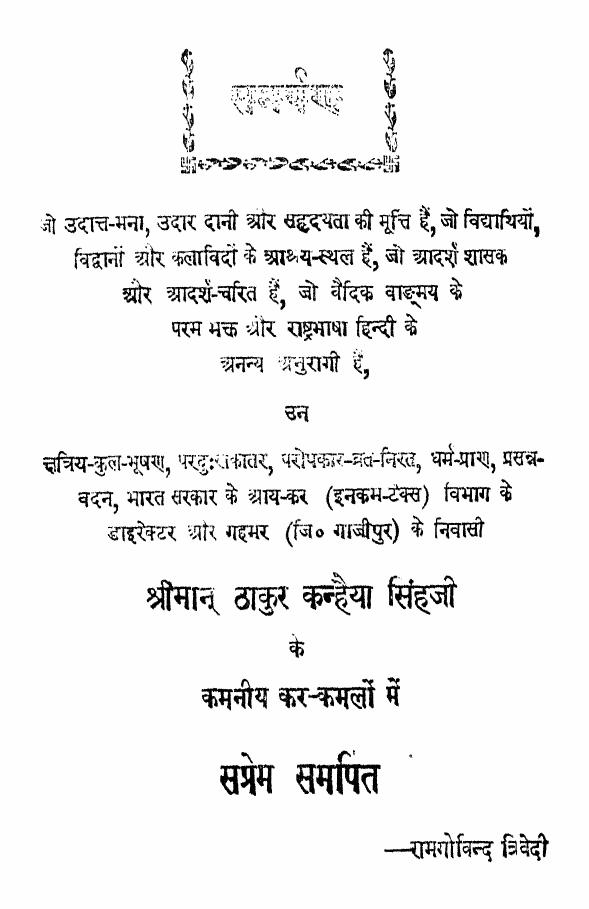 जो उदात्त-मना, उदार दानी और सहृदयता की मूर्त्ति हैं, जो विद्यार्थियों,
विद्वानों और कलाविदों के आश्रय-स्थल हैं, जो आदर्श शासक
और आदर्श-चरित हैं, जो वैदिक वाङ्मय के
परम भक्त और राष्ट्रभाषा हिन्दी के
अनन्य अनुरागी हैं,
उन
क्षत्रिय-कुल-भूषण, परदुःखकातर, परोपकार-व्रत-निरत, धर्म-प्राण, प्रसन्न-
वदन, भारत सरकार के आय-कर (इनकम-टैक्स) विभाग के
डाइरेक्टर और गहमर (जि० गाजीपुर) के निवासी
श्रीमान् ठाकुर कन्हैया सिंहजी
के
कमनीय कर-कमलों में
सप्रेम समर्पित
—रामगोविन्द त्रिवेदी